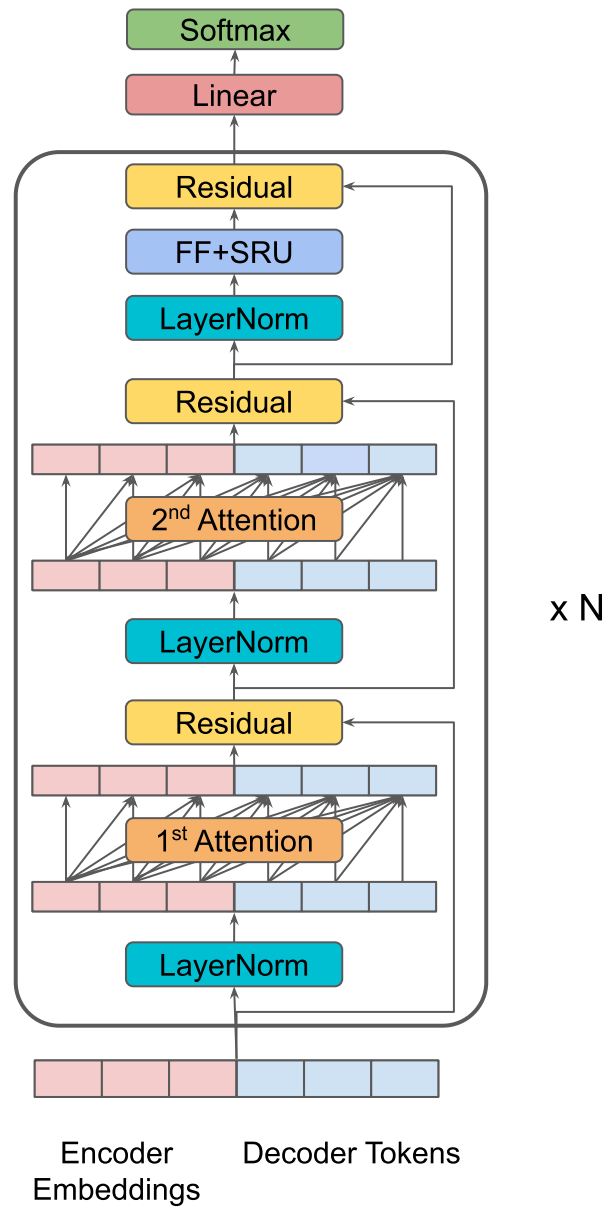 Softmax
Linear
Residual
FF+SRU
LayerNorm
Residual
2nd Attention
x N
LayerNorm
Residual
1st Attention
LayerNorm
Encoder
Embeddings
Decoder Tokens